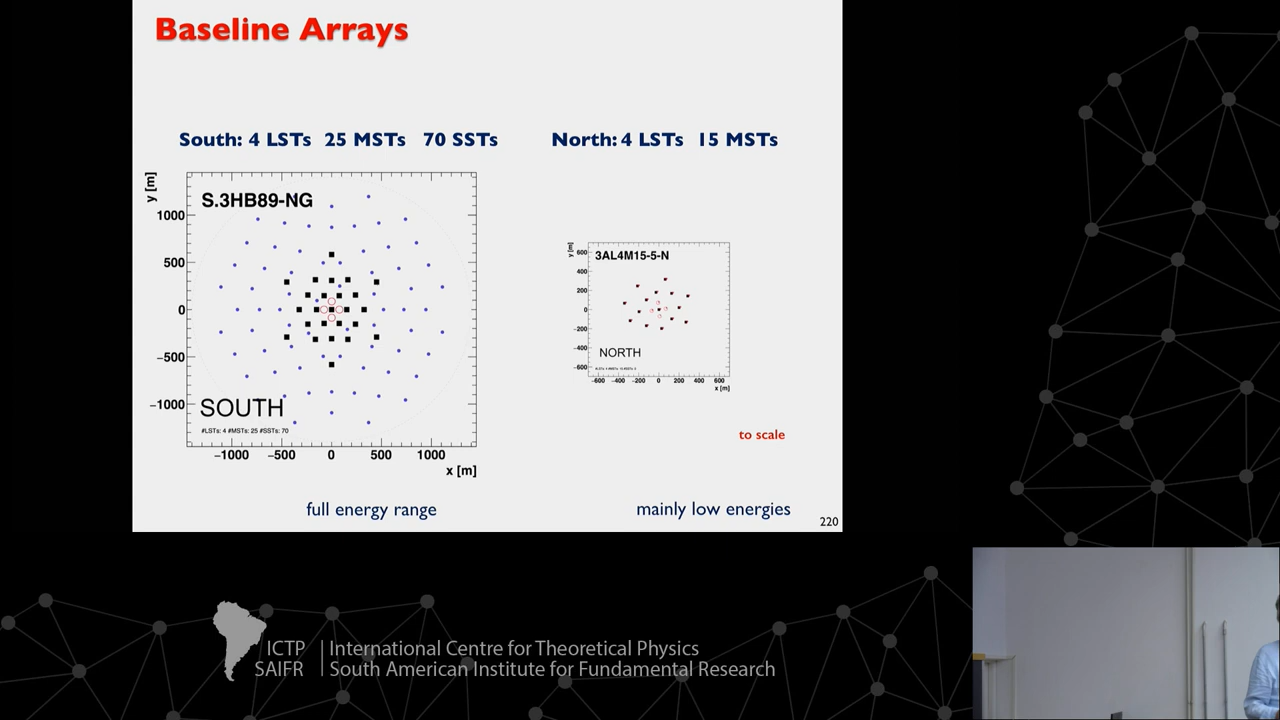 Baseline Arrays
South: 4 LSTs 25 MSTs 70 SSTs
North: 4 LSTs 15 MSTs
y [m]
S.3HB89-NG
1000
500
0
−500
−1000
SOUTH
#LSTs: 4 #MSTs: 25 #SSTs: 70
−1000 −500 0 500 1000
x [m]
y [m]
3AL4M15-5-N
600
400
200
0
−200
−400
−600
NORTH
−600 −400 −200 0 200 400 600
x [m]
to scale
full energy range
mainly low energies
220
ICTP
SAIFR
International Centre for Theoretical Physics
South American Institute for Fundamental Research